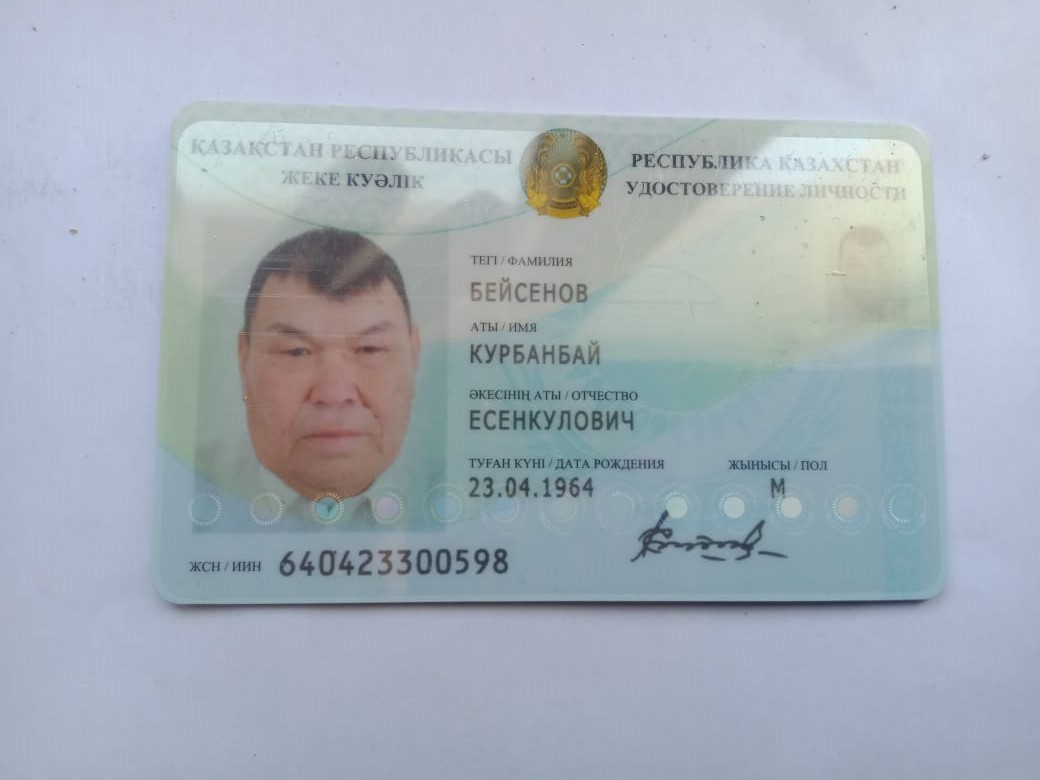 ҚАЗАҚСТАН РЕСПУБЛИКАСЫ
ЖЕКЕ КУӘЛІК
РЕСПУБЛИКА ҚАЗАХСТАН
УДОСТОВЕРЕНИЕ ЛИЧНОСТИ
ТЕГІ / ФАМИЛИЯ
БЕЙСЕНОВ
АТЫ / ИМЯ
КУРБАНБАЙ
ӘКЕСІНІҢ АТЫ / ОТЧЕСТВО
ЕСЕНКУЛОВИЧ
ТУҒАН КҮНІ / ДАТА РОЖДЕНИЯ
23.04.1964
ЖЫНЫСЫ / ПОЛ
М
ЖСН / ИИН 640423300598